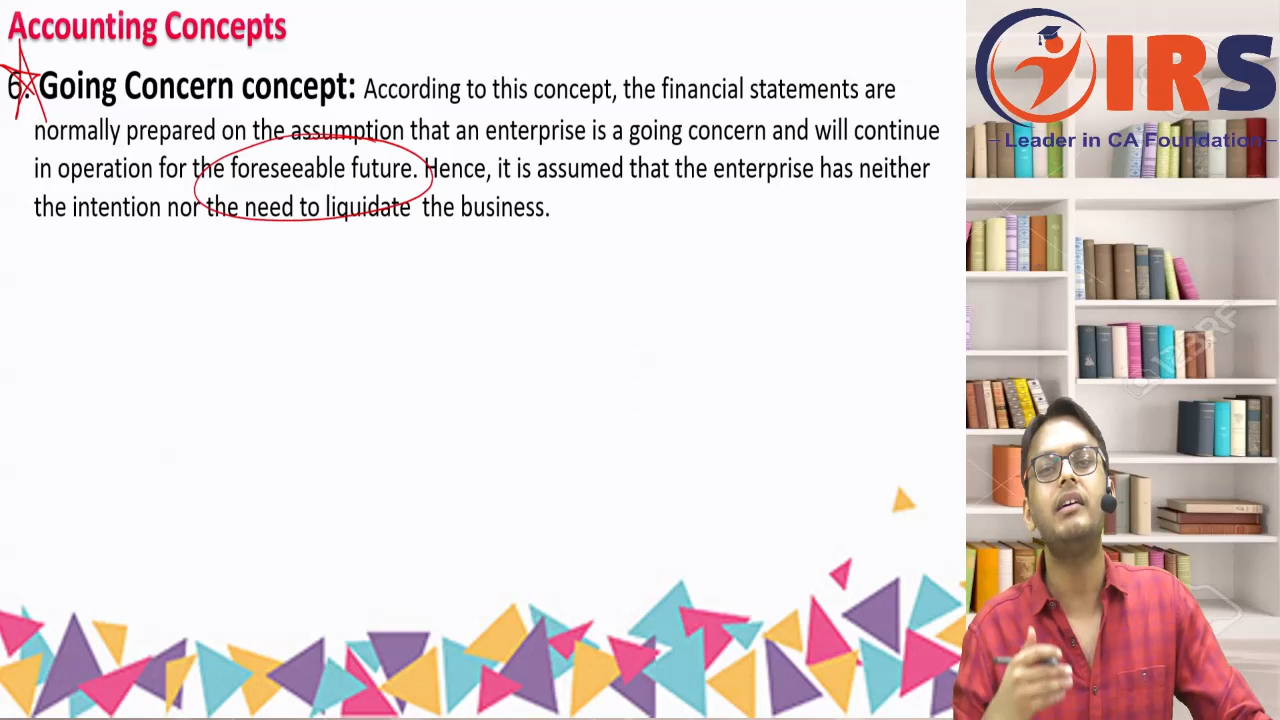 Accounting Concepts
6. Going Concern concept: According to this concept, the financial statements are
normally prepared on the assumption that an enterprise is a going concern and will continue
in operation for the foreseeable future. Hence, it is assumed that the enterprise has neither
the intention nor the need to liquidate the business.
IRS
- Leader in CA Foundation -
123RF